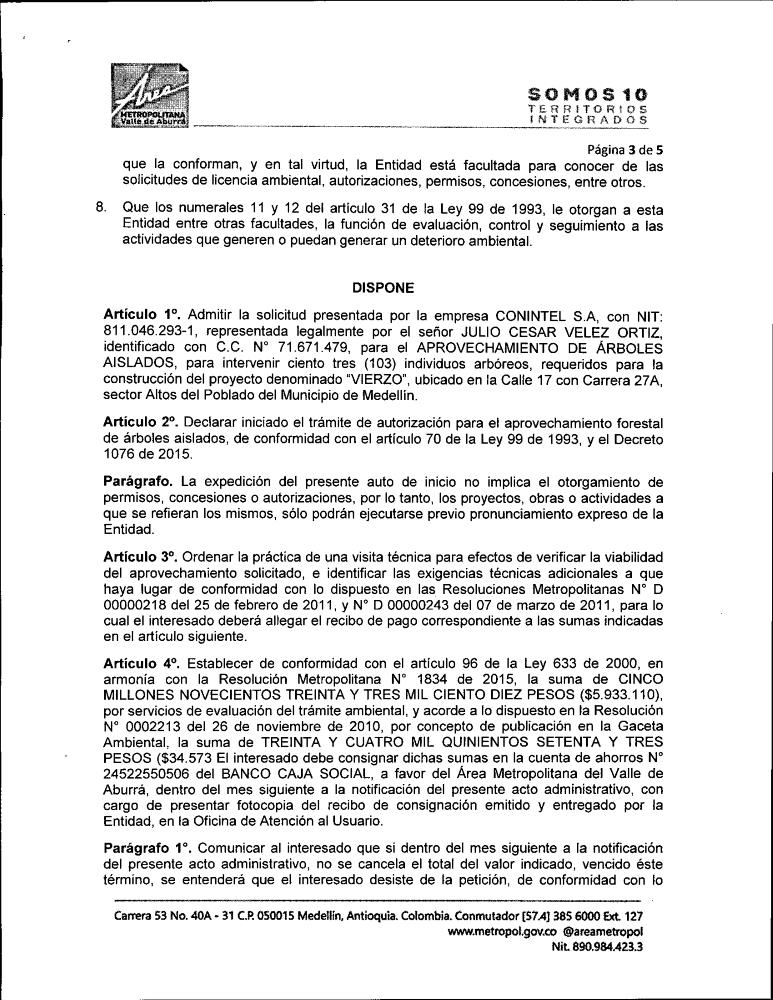 Área
METROPOLITANA
Valle de Aburrá
SOMOS 10
TERRITORIOS
INTEGRADOS
Página 3 de 5
que la conforman, y en tal virtud, la Entidad está facultada para conocer de las
solicitudes de licencia ambiental, autorizaciones, permisos, concesiones, entre otros.
8. Que los numerales 11 y 12 del artículo 31 de la Ley 99 de 1993, le otorgan a esta
Entidad entre otras facultades, la función de evaluación, control y seguimiento a las
actividades que generen o puedan generar un deterioro ambiental.
DISPONE
Artículo 1º. Admitir la solicitud presentada por la empresa CONINTEL S.A, con NIT:
811.046.293-1, representada legalmente por el señor JULIO CESAR VELEZ ORTIZ,
identificado con C.C. N° 71.671.479, para el APROVECHAMIENTO DE ÁRBOLES
AISLADOS, para intervenir ciento tres (103) individuos arbóreos, requeridos para la
construcción del proyecto denominado "VIERZO", ubicado en la Calle 17 con Carrera 27A,
sector Altos del Poblado del Municipio de Medellín.
Artículo 2º. Declarar iniciado el trámite de autorización para el aprovechamiento forestal
de árboles aislados, de conformidad con el artículo 70 de la Ley 99 de 1993, y el Decreto
1076 de 2015.
Parágrafo. La expedición del presente auto de inicio no implica el otorgamiento de
permisos, concesiones o autorizaciones, por lo tanto, los proyectos, obras o actividades a
que se refieran los mismos, sólo podrán ejecutarse previo pronunciamiento expreso de la
Entidad.
Artículo 3º. Ordenar la práctica de una visita técnica para efectos de verificar la viabilidad
del aprovechamiento solicitado, e identificar las exigencias técnicas adicionales a que
haya lugar de conformidad con lo dispuesto en las Resoluciones Metropolitanas N° D
00000218 del 25 de febrero de 2011, y N° D 00000243 del 07 de marzo de 2011, para lo
cual el interesado deberá allegar el recibo de pago correspondiente a las sumas indicadas
en el artículo siguiente.
Artículo 4º. Establecer de conformidad con el artículo 96 de la Ley 633 de 2000, en
armonía con la Resolución Metropolitana N° 1834 de 2015, la suma de CINCO
MILLONES NOVECIENTOS TREINTA Y TRES MIL CIENTO DIEZ PESOS ($5.933.110),
por servicios de evaluación del trámite ambiental, y acorde a lo dispuesto en la Resolución
N° 0002213 del 26 de noviembre de 2010, por concepto de publicación en la Gaceta
Ambiental, la suma de TREINTA Y CUATRO MIL QUINIENTOS SETENTA Y TRES
PESOS ($34.573 El interesado debe consignar dichas sumas en la cuenta de ahorros N°
24522550506 del BANCO CAJA SOCIAL, a favor del Área Metropolitana del Valle de
Aburrá, dentro del mes siguiente a la notificación del presente acto administrativo, con
cargo de presentar fotocopia del recibo de consignación emitido y entregado por la
Entidad, en la Oficina de Atención al Usuario.
Parágrafo 1°. Comunicar al interesado que si dentro del mes siguiente a la notificación
del presente acto administrativo, no se cancela el total del valor indicado, vencido éste
término, se entenderá que el interesado desiste de la petición, de conformidad con lo
Carrera 53 No. 40A - 31 C.P. 050015 Medellín, Antioquia. Colombia. Conmutador [57.4] 385 6000 Ext. 127
www.metropol.gov.co @areametropol
Nit. 890.984.423.3